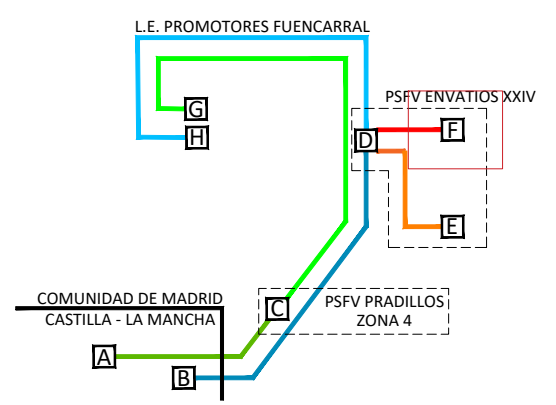 L.E. PROMOTORES FUENCARRAL
PSFV ENVATIOS XXIV
G
F
H
D
E
COMUNIDAD DE MADRID
C
PSFV PRADILLOS
ZONA 4
CASTILLA - LA MANCHA
A
B